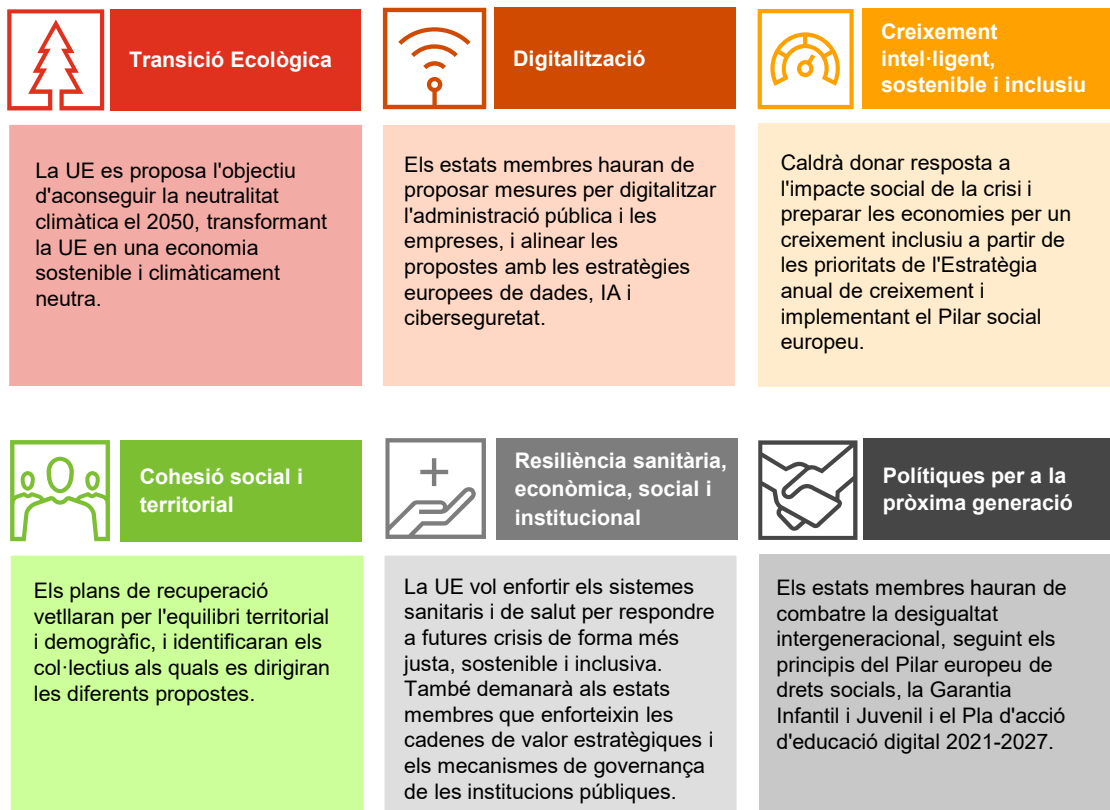 Transició Ecològica
La UE es proposa l'objectiu
d'aconseguir la neutralitat
climàtica el 2050, transformant
la UE en una economia
sostenible i climàticament
neutra.
Digitalització
Els estats membres hauran de
proposar mesures per digitalitzar
l'administració pública i les
empreses, i alinear les
propostes amb les estratègies
europees de dades, IA i
ciberseguretat.
Creixement
intel·ligent,
sostenible i inclusiu
Caldrà donar resposta a
l'impacte social de la crisi i
preparar les economies per un
creixement inclusiu a partir de
les prioritats de l'Estratègia
anual de creixement i
implementant el Pilar social
europeu.
Cohesió social i
territorial
Els plans de recuperació
vetllaran per l'equilibri territorial
i demogràfic, i identificaran els
col·lectius als quals es dirigiran
les diferents propostes.
Resiliència sanitària,
econòmica, social i
institucional
La UE vol enfortir els sistemes
sanitaris i de salut per respondre
a futures crisis de forma més
justa, sostenible i inclusiva.
També demanarà als estats
membres que enforteixin les
cadenes de valor estratègiques i
els mecanismes de governança
de les institucions públiques.
Polítiques per a la
pròxima generació
Els estats membres hauran de
combatre la desigualtat
intergeneracional, seguint els
principis del Pilar europeu de
drets socials, la Garantia
Infantil i Juvenil i el Pla d'acció
d'educació digital 2021-2027.